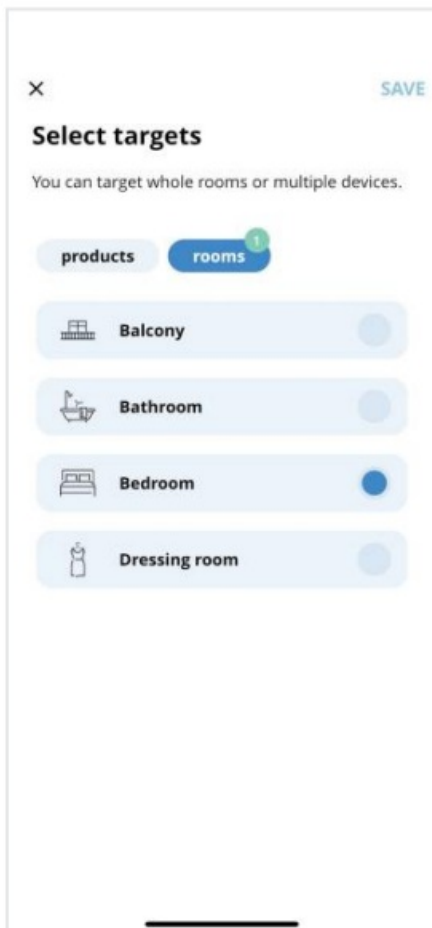 SAVE
Select targets
You can target whole rooms or multiple devices.
products rooms 1
Balcony
Bathroom
Bedroom
Dressing room